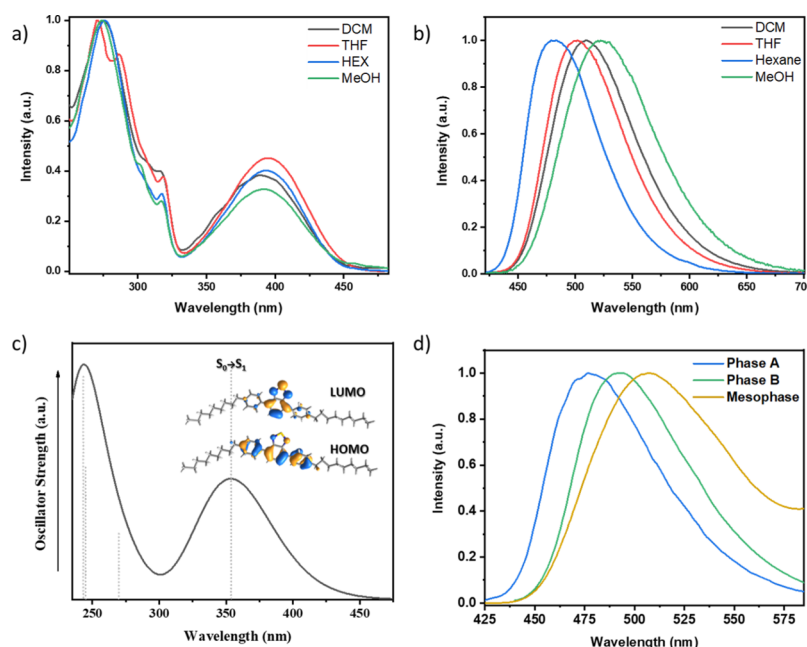 a)
DCM
THF
HEX
MeOH
Intensity (a.u.)
1.0
0.8
0.6
0.4
0.2
0.0
300 350 400 450
Wavelength (nm)
b)
DCM
THF
Hexane
MeOH
Intensity (a.u.)
1.0
0.8
0.6
0.4
0.2
0.0
450 500 550 600 650 70
Wavelength (nm)
c)
S0→S1
LUMO
HOMO
Oscillator Strength (a.u.)
250 300 350 400 450
Wavelength (nm)
d)
Phase A
Phase B
Mesophase
Intensity (a.u.)
1.0
0.8
0.6
0.4
0.2
0.0
425 450 475 500 525 550 575
Wavelength (nm)